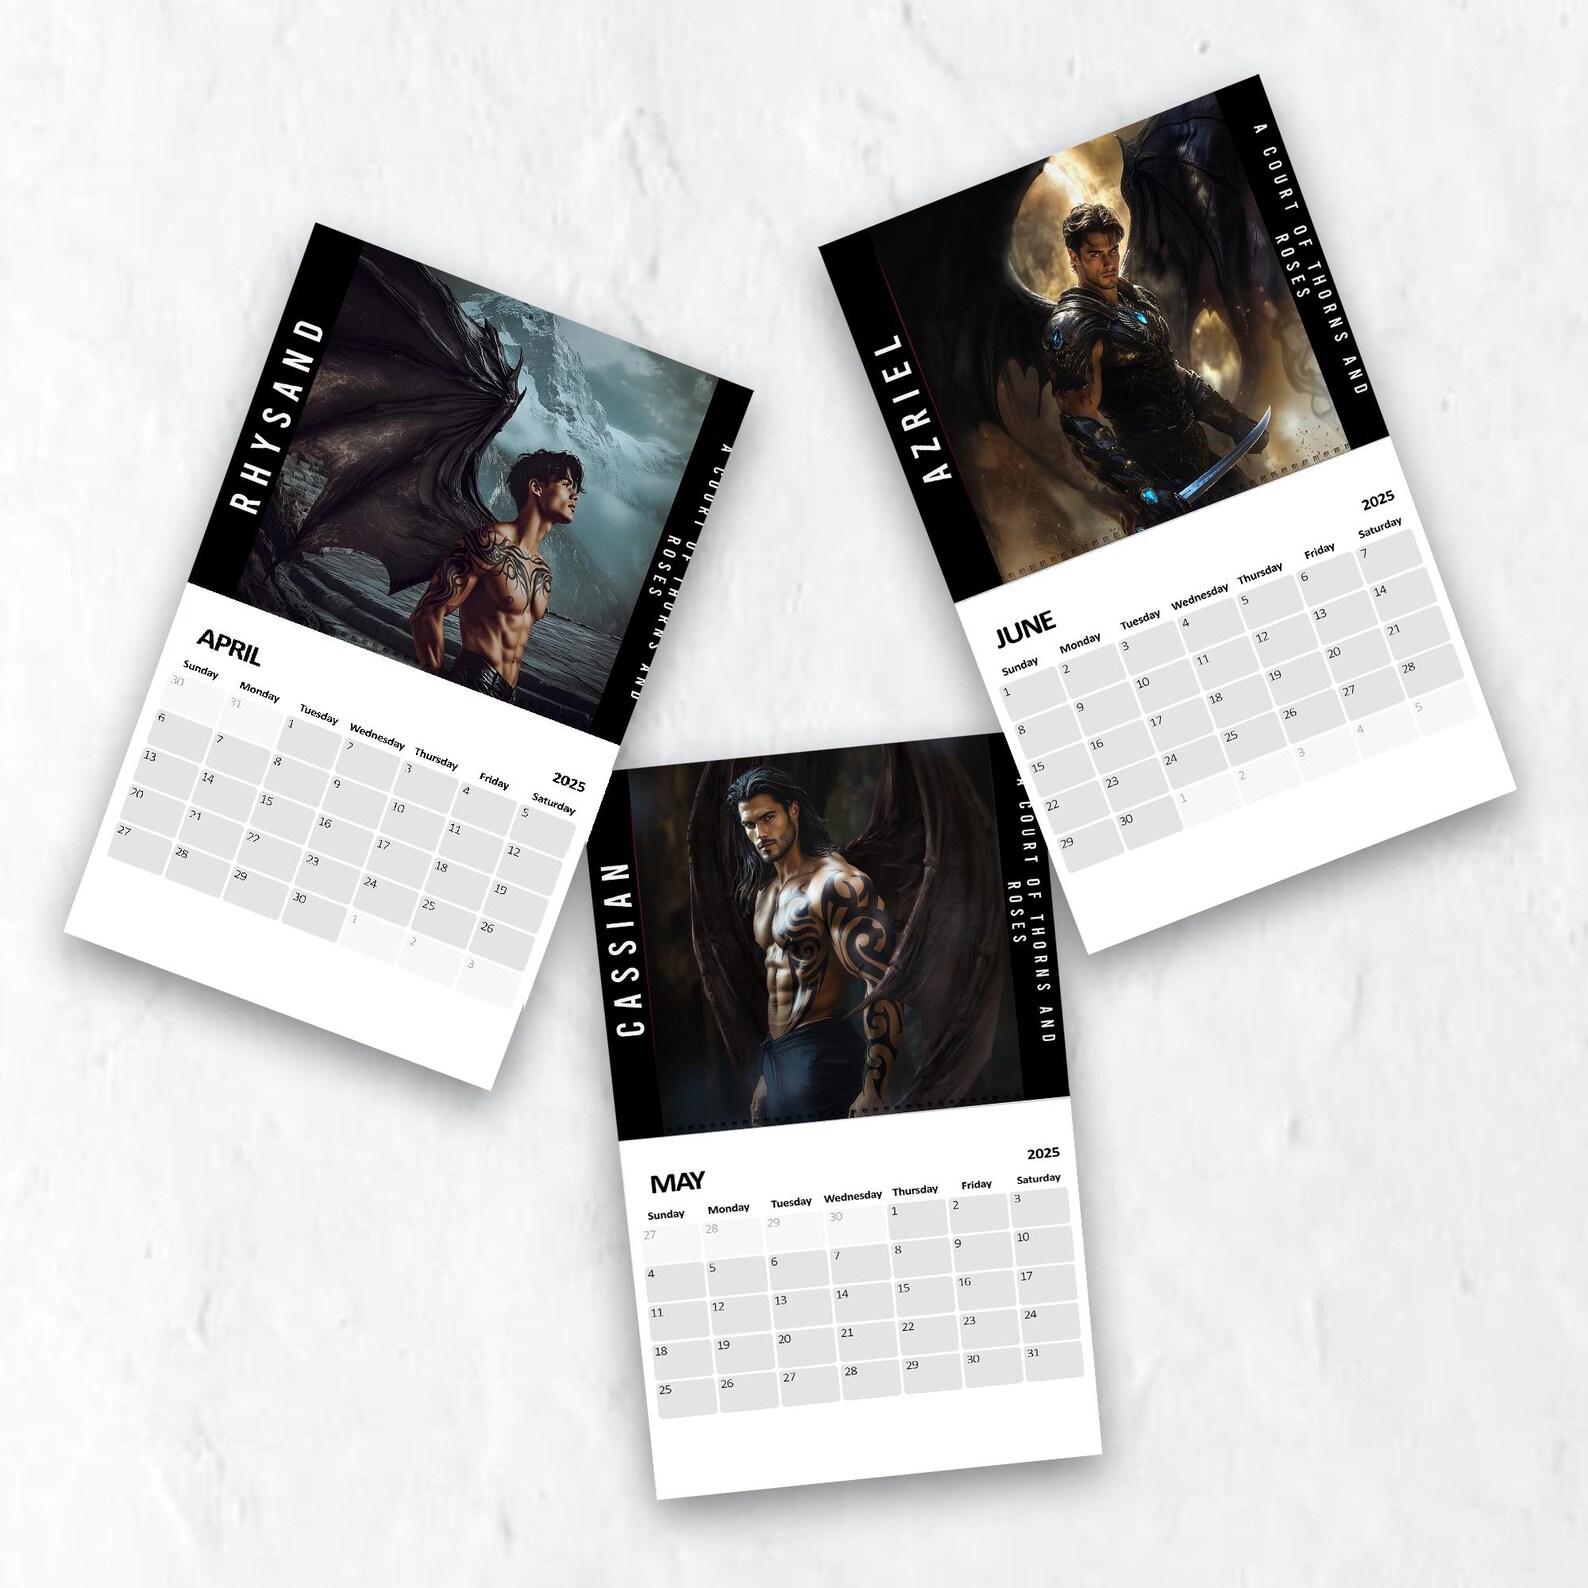 RHYSAND
A COURT OF THORNS AND
ROSES
APRIL
2025
Sunday Monday Tuesday Wednesday Thursday Friday Saturday
30 31 1 2 3 4 5
6 7 8 9 10 11 12
13 14 15 16 17 18 19
20 21 22 23 24 25 26
27 28 29 30 1 2 3
AZRIEL
A COURT OF THORNS AND
ROSES
JUNE
2025
Sunday Monday Tuesday Wednesday Thursday Friday Saturday
1 2 3 4 5 6 7
8 9 10 11 12 13 14
15 16 17 18 19 20 21
22 23 24 25 26 27 28
29 30 1 2 3 4 5
CASSIAN
A COURT OF THORNS AND
ROSES
MAY
2025
Sunday Monday Tuesday Wednesday Thursday Friday Saturday
27 28 29 30 1 2 3
4 5 6 7 8 9 10
11 12 13 14 15 16 17
18 19 20 21 22 23 24
25 26 27 28 29 30 31